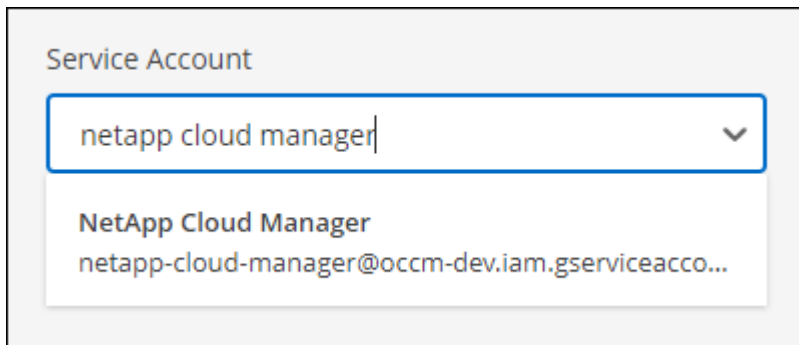 Service Account
netapp cloud manager
NetApp Cloud Manager
netapp-cloud-manager@occm-dev.iam.gserviceacco...